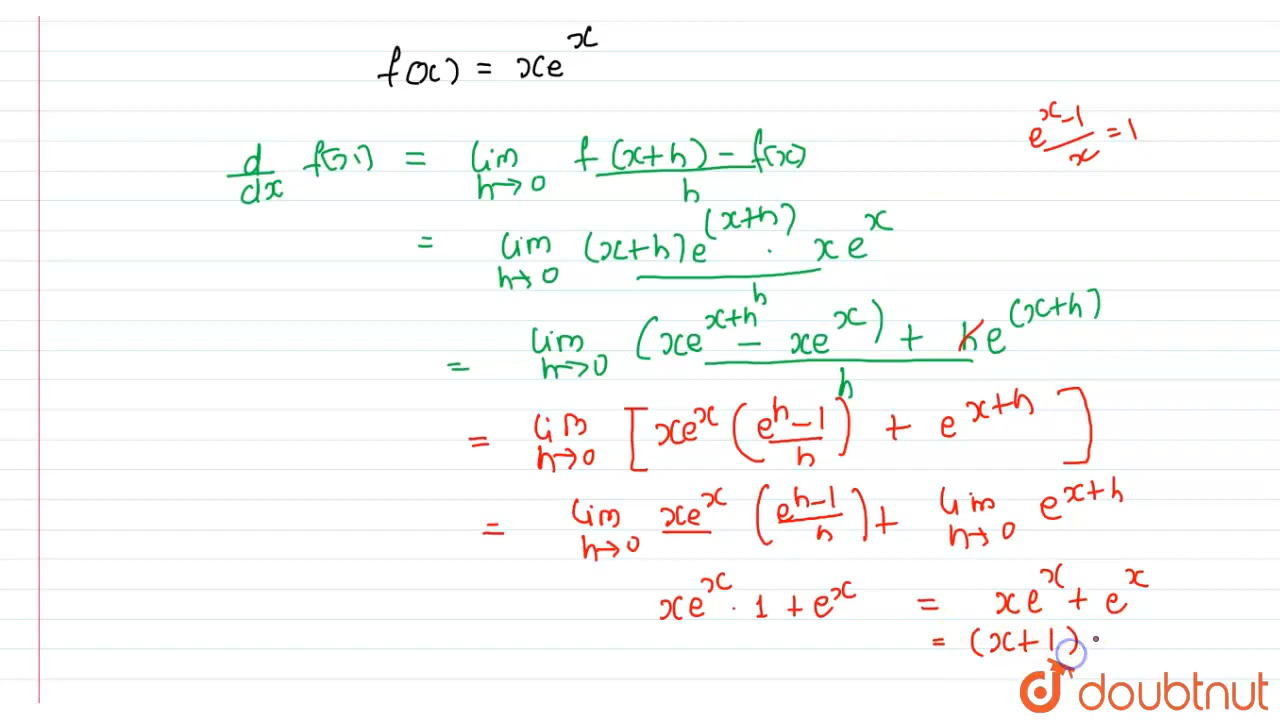 f(x) = xe^x
e^x-1/x = 1
d/dx f(x) = lim h→0 f(x+h) - f(x) / h
= lim h→0 (x+h)e^(x+h) · xe^x / h
= lim h→0 (xe^x+h - xe^x) + he^(x+h) / h
= lim h→0 [xe^x (e^h-1/h) + e^x+h]
= lim h→0 xe^x (e^h-1/h) + lim h→0 e^x+h
xe^x · 1 + e^x = xe^x + e^x
= (x+1) ·
doubtnut